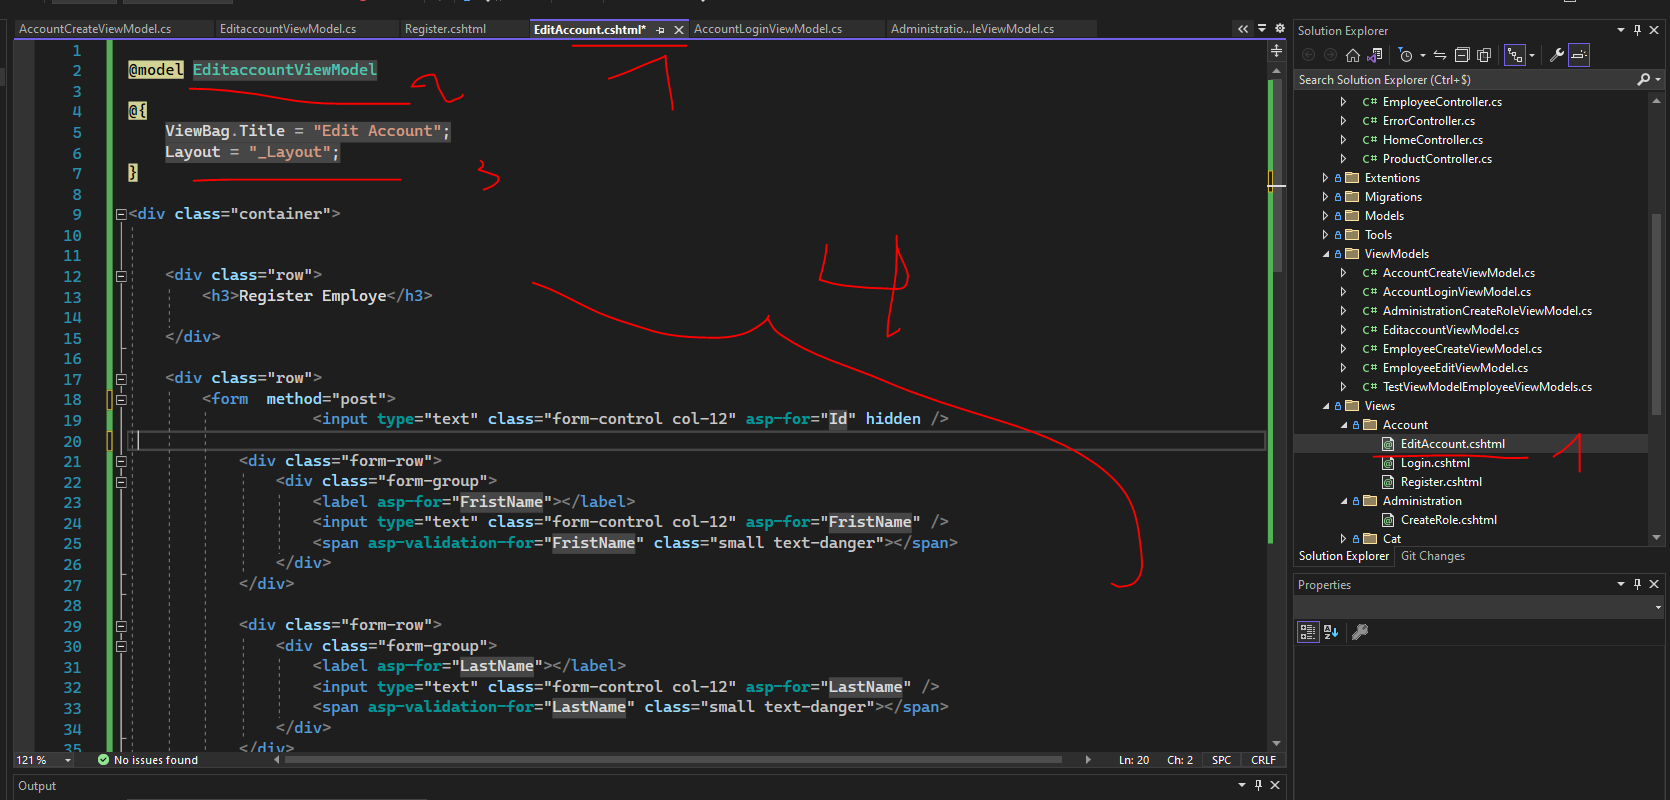 AccountCreateViewModel.cs EditaccountViewModel.cs Register.cshtml EditAccount.cshtml* AccountLoginViewModel.cs Administratio...leViewModel.cs
1
1
2 @model EditaccountViewModel
2
3
4 @{
5 ViewBag.Title = "Edit Account";
6 Layout = "_Layout";
7 }
3
8
9 <div class="container">
10
11
4
12 <div class="row">
13 <h3>Register Employe</h3>
14
15 </div>
16
17 <div class="row">
18 <form method="post">
19 <input type="text" class="form-control col-12" asp-for="Id" hidden />
20
21 <div class="form-row">
22 <div class="form-group">
23 <label asp-for="FristName"></label>
24 <input type="text" class="form-control col-12" asp-for="FristName" />
25 <span asp-validation-for="FristName" class="small text-danger"></span>
26 </div>
27 </div>
28
29 <div class="form-row">
30 <div class="form-group">
31 <label asp-for="LastName"></label>
32 <input type="text" class="form-control col-12" asp-for="LastName" />
33 <span asp-validation-for="LastName" class="small text-danger"></span>
34 </div>
35 </div>
121 % No issues found Ln: 20 Ch: 2 SPC CRLF
Output
Solution Explorer
Search Solution Explorer (Ctrl+$)
C# EmployeeController.cs
C# ErrorController.cs
C# HomeController.cs
C# ProductController.cs
Extentions
Migrations
Models
Tools
ViewModels
C# AccountCreateViewModel.cs
C# AccountLoginViewModel.cs
C# AdministrationCreateRoleViewModel.cs
C# EditaccountViewModel.cs
C# EmployeeCreateViewModel.cs
C# EmployeeEditViewModel.cs
C# TestViewModelEmployeeViewModels.cs
Views
Account
EditAccount.cshtml 1
Login.cshtml
Register.cshtml
Administration
CreateRole.cshtml
Cat
Solution Explorer Git Changes
Properties